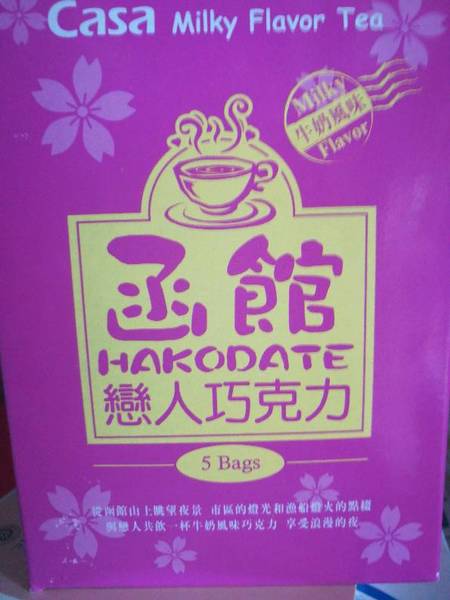 Casa Milky Flavor Tea
Milky
牛奶風味
Flavor
函館
HAKODATE
戀人巧克力
5 Bags
從函館山上眺望夜景 市區的燈光和漁船燈火的點綴
與戀人共飲一杯牛奶風味巧克力 享受浪漫的夜